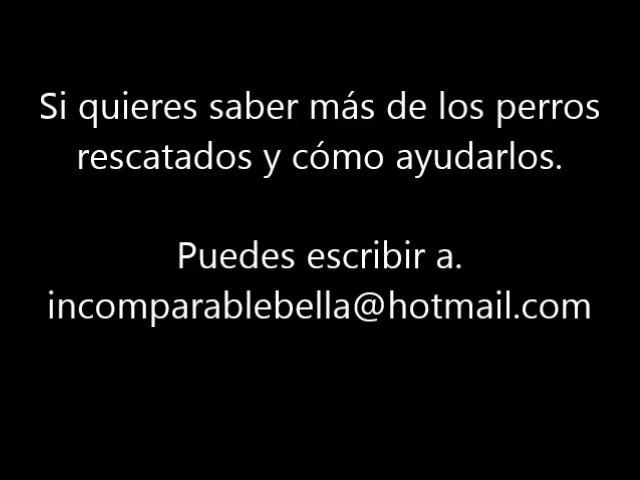 Si quieres saber más de los perros
rescatados y cómo ayudarlos.
Puedes escribir a.
incomparablebella@hotmail.com